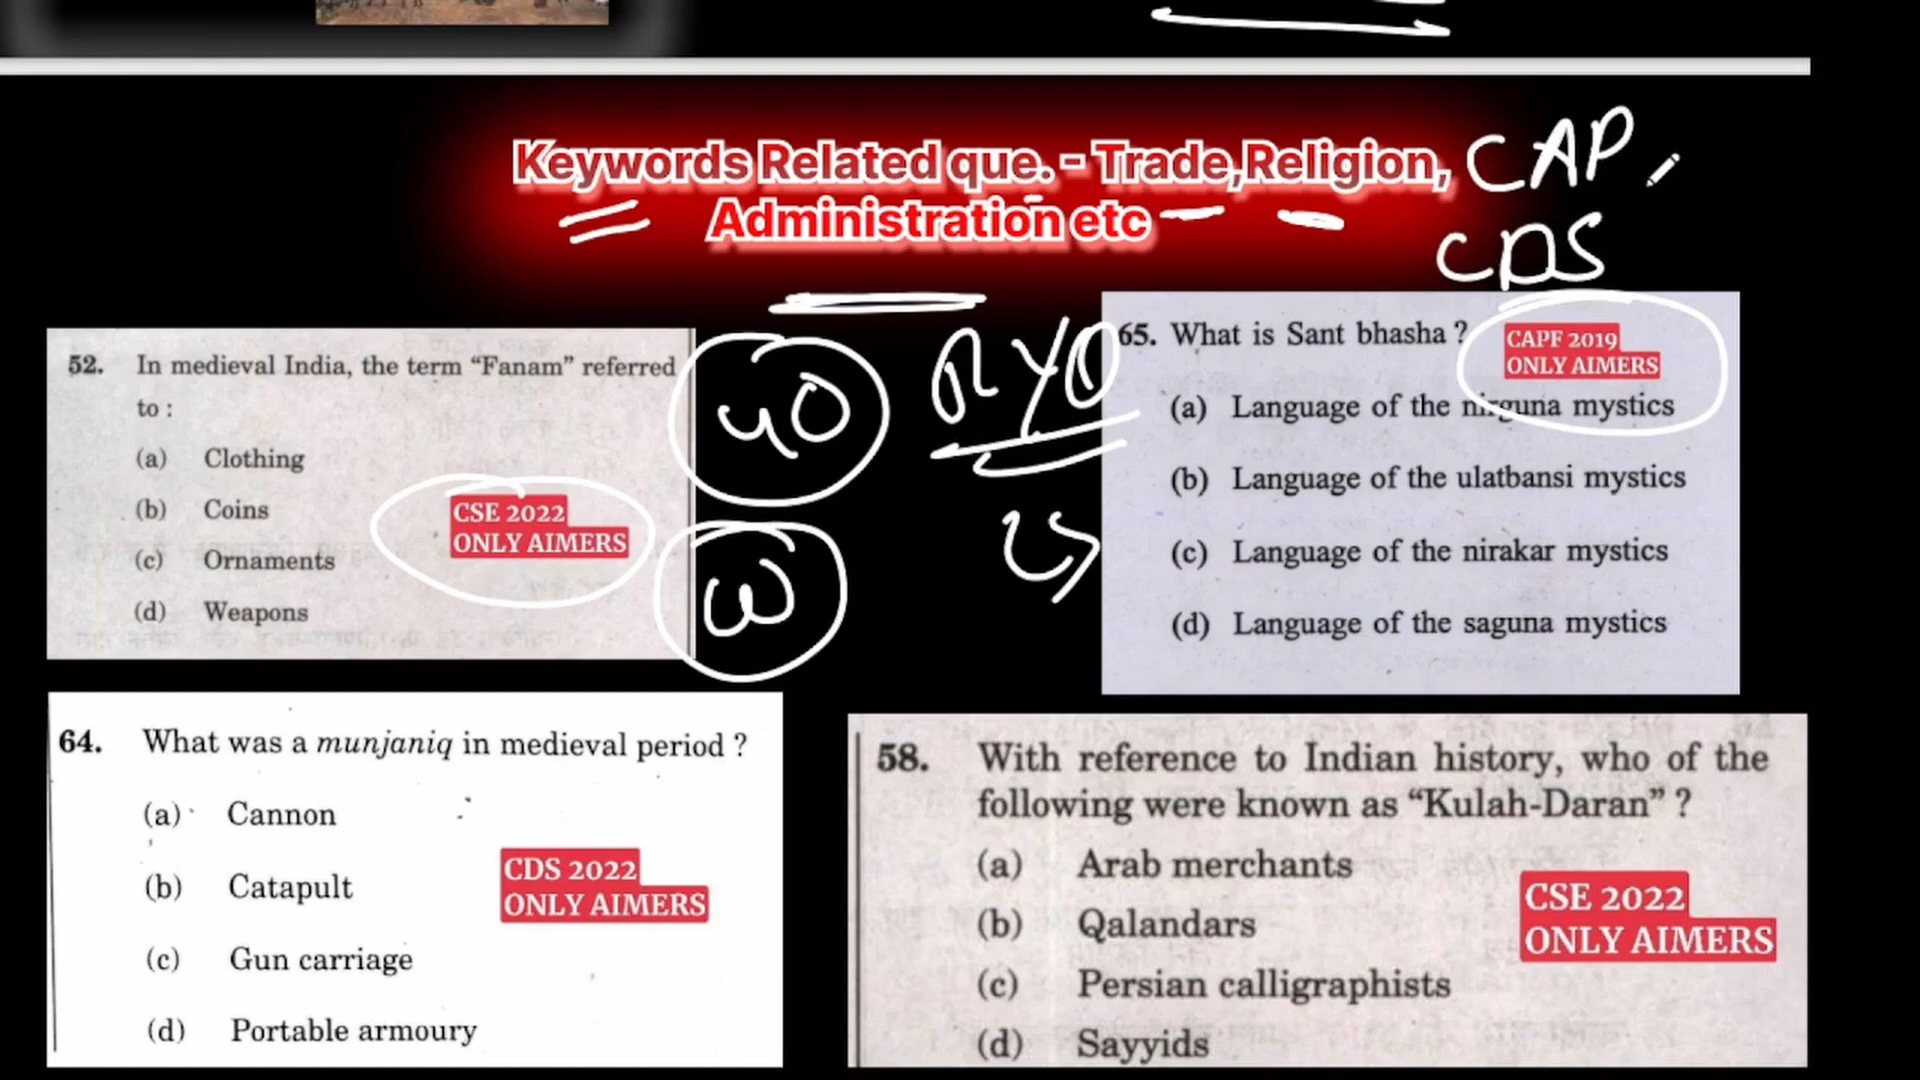 Keywords Related que. - Trade,Religion,
Administration etc
CAP,
CDS
52. In medieval India, the term “Fanam” referred
to :
(a) Clothing
(b) Coins
(c) Ornaments
(d) Weapons
CSE 2022
ONLY AIMERS
40
RYO
65. What is Sant bhasha ?
CAPF 2019
ONLY AIMERS
(a) Language of the nirguna mystics
(b) Language of the ulatbansi mystics
(c) Language of the nirakar mystics
(d) Language of the saguna mystics
64. What was a munjaniq in medieval period ?
(a) Cannon
(b) Catapult
(c) Gun carriage
(d) Portable armoury
CDS 2022
ONLY AIMERS
58. With reference to Indian history, who of the
following were known as “Kulah-Daran” ?
(a) Arab merchants
(b) Qalandars
(c) Persian calligraphists
(d) Sayyids
CSE 2022
ONLY AIMERS